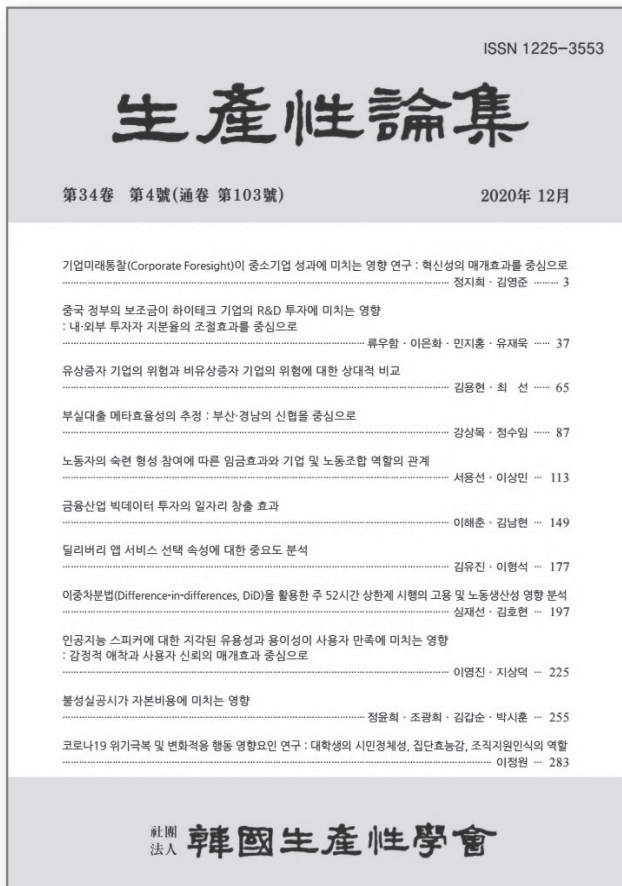 ISSN 1225-3553
生產性論集
第34卷 第4號(通卷 第103號) 2020年 12月
기업미래통찰(Corporate Foresight)이 중소기업 성과에 미치는 영향 연구 : 혁신성의 매개효과를 중심으로
정지희 · 김영준 ········ 3
중국 정부의 보조금이 하이테크 기업의 R&D 투자에 미치는 영향
: 내·외부 투자자 지분율의 조절효과를 중심으로
류우함 · 이은화 · 민지홍 · 유재욱 ······ 37
유상증자 기업의 위험과 비유상증자 기업의 위험에 대한 상대적 비교
김용현 · 최 선 ······ 65
부실대출 메타효율성의 추정 : 부산·경남의 신협을 중심으로
강상목 · 정수임 ······ 87
노동자의 숙련 형성 참여에 따른 임금효과와 기업 및 노동조합 역할의 관계
서용선 · 이상민 ··· 113
금융산업 빅데이터 투자의 일자리 창출 효과
이해춘 · 김남현 ··· 149
딜리버리 앱 서비스 선택 속성에 대한 중요도 분석
김유진 · 이형석 ··· 177
이중차분법(Difference-in-differences, DiD)을 활용한 주 52시간 상한제 시행의 고용 및 노동생산성 영향 분석
심재선 · 김호현 ··· 197
인공지능 스피커에 대한 지각된 유용성과 용이성이 사용자 만족에 미치는 영향
: 감정적 애착과 사용자 신뢰의 매개효과 중심으로
이영진 · 지상덕 ··· 225
불성실공시가 자본비용에 미치는 영향
정윤희 · 조광희 · 김갑순 · 박시훈 ··· 255
코로나19 위기극복 및 변화적응 행동 영향요인 연구 : 대학생의 시민정체성, 집단효능감, 조직지원인식의 역할
이정원 ··· 283
社團法人 韓國生產性學會